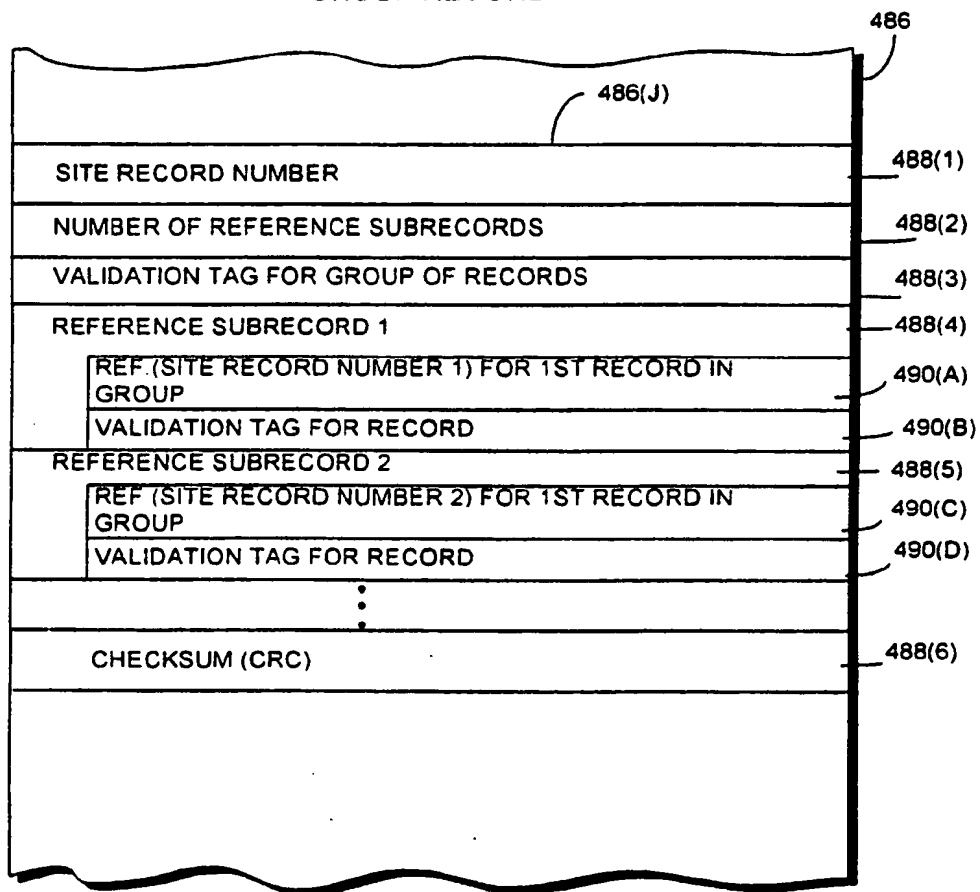 486
486(J)
SITE RECORD NUMBER 488(1)
NUMBER OF REFERENCE SUBRECORDS 488(2)
VALIDATION TAG FOR GROUP OF RECORDS 488(3)
REFERENCE SUBRECORD 1 488(4)
REF. (SITE RECORD NUMBER 1) FOR 1ST RECORD IN
GROUP 490(A)
VALIDATION TAG FOR RECORD 490(B)
REFERENCE SUBRECORD 2 488(5)
REF (SITE RECORD NUMBER 2) FOR 1ST RECORD IN
GROUP 490(C)
VALIDATION TAG FOR RECORD 490(D)
CHECKSUM (CRC) 488(6)